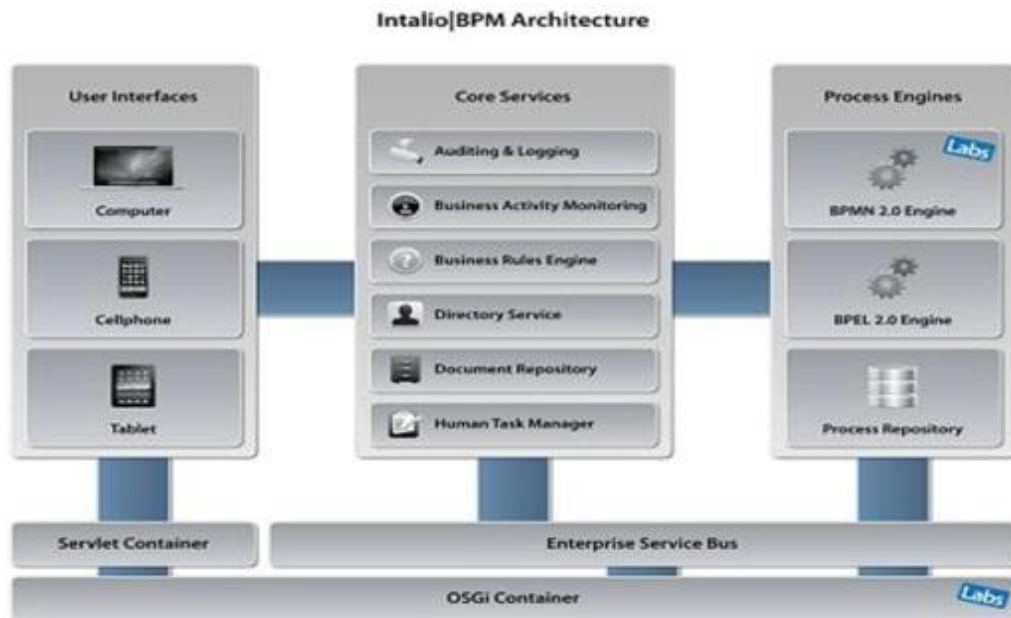 Intalio|BPM Architecture
User Interfaces
Computer
Cellphone
Tablet
Core Services
Auditing & Logging
Business Activity Monitoring
Business Rules Engine
Directory Service
Document Repository
Human Task Manager
Process Engines
Labs
BPMN 2.0 Engine
BPEL 2.0 Engine
Process Repository
Servlet Container
Enterprise Service Bus
OSGi Container
Labs